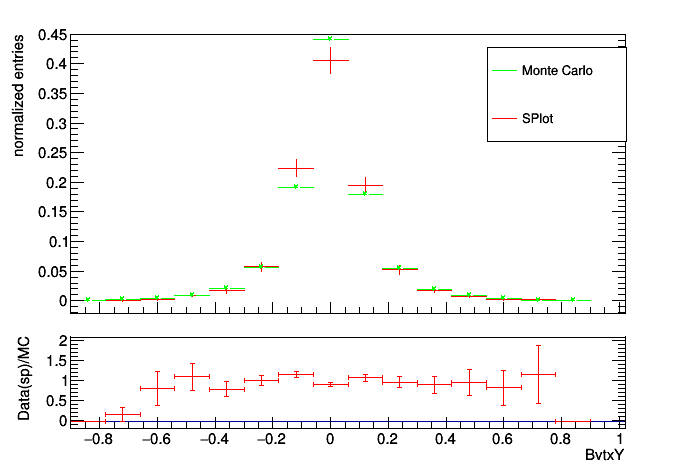 normalized entries
0.45
0.4
0.35
0.3
0.25
0.2
0.15
0.1
0.05
0
Monte Carlo
SPlot
Data(sp)/MC
2
1.5
1
0.5
0
−0.8 −0.6 −0.4 −0.2 0 0.2 0.4 0.6 0.8 1
BvtxY